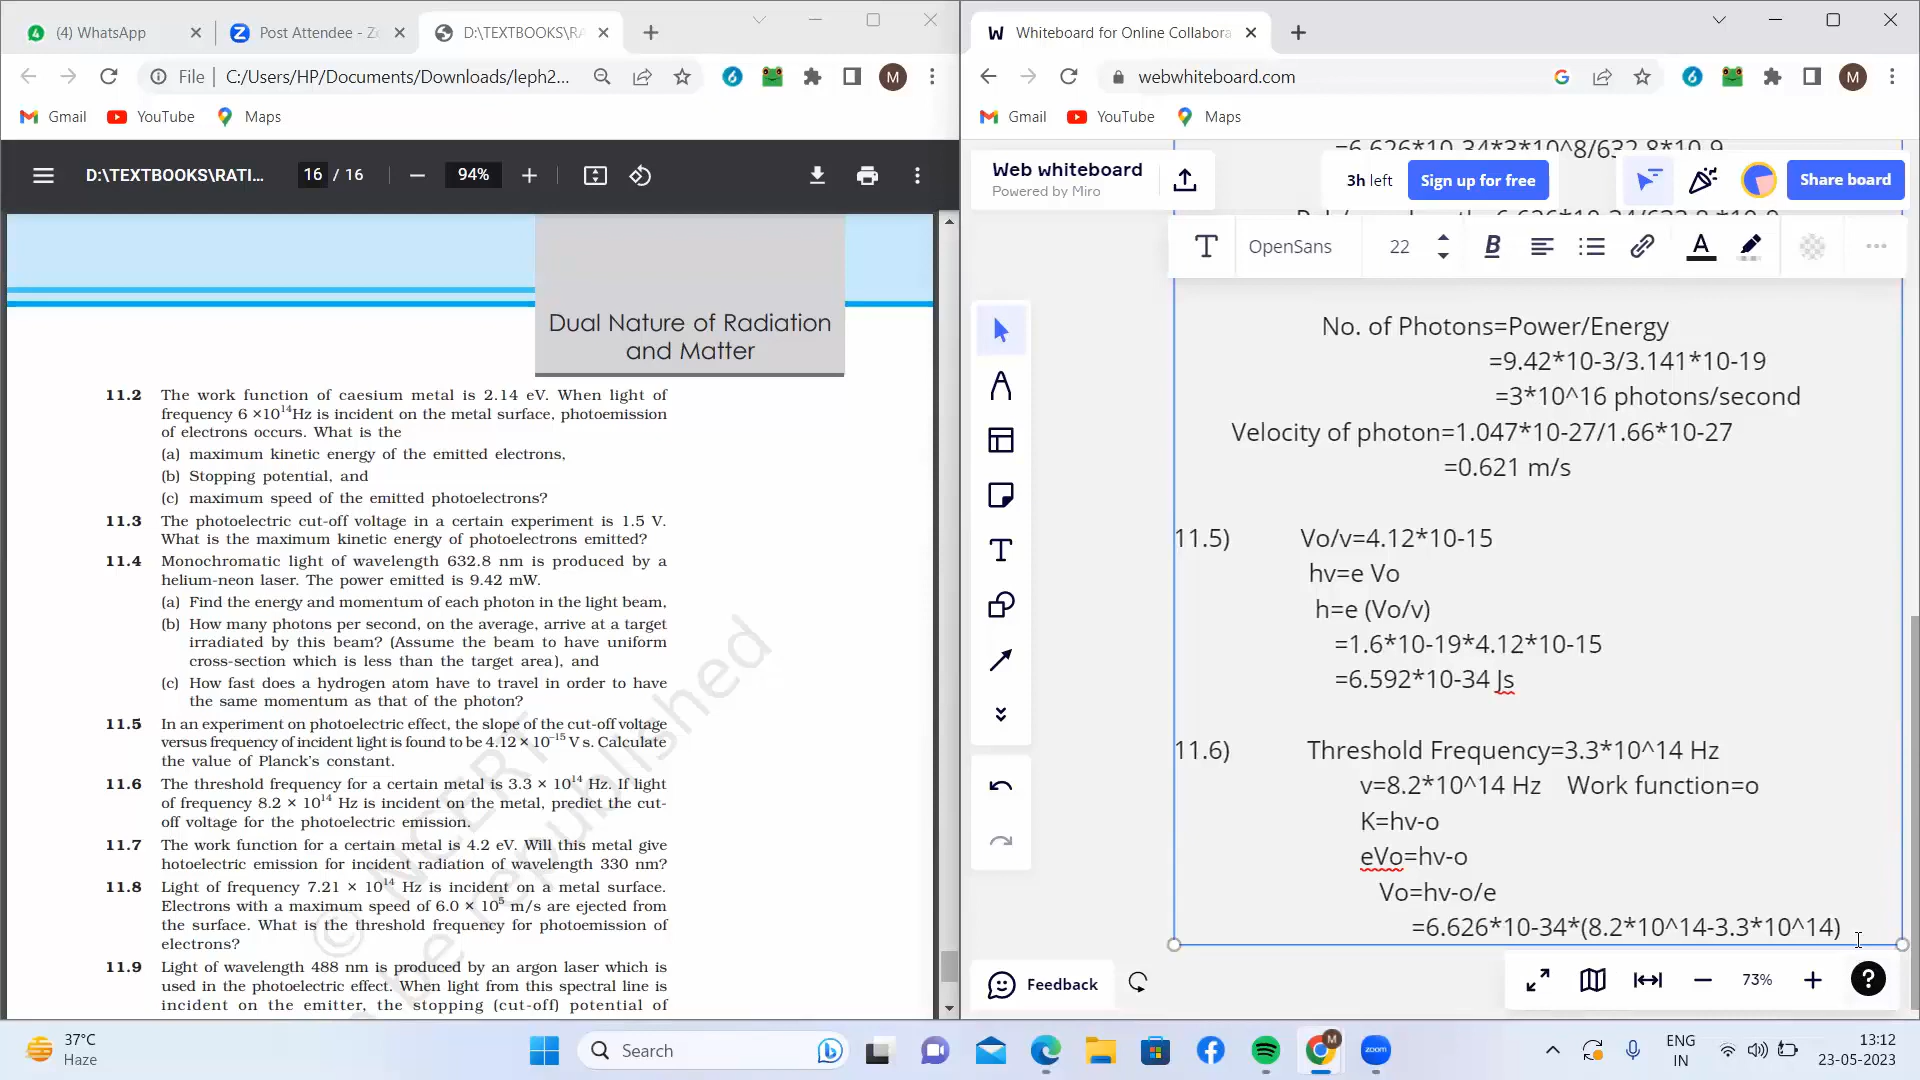 (4) WhatsApp
Post Attendee - Z
D:\TEXTBOOKS\RA
File
C:/Users/HP/Documents/Downloads/leph2...
M
Gmail
YouTube
Maps
D:\TEXTBOOKS\RATI...
16 / 16
94%
Dual Nature of Radiation
and Matter
11.2 The work function of caesium metal is 2.14 eV. When light of
frequency 6 ×10¹⁴Hz is incident on the metal surface, photoemission
of electrons occurs. What is the
(a) maximum kinetic energy of the emitted electrons,
(b) Stopping potential, and
(c) maximum speed of the emitted photoelectrons?
11.3 The photoelectric cut-off voltage in a certain experiment is 1.5 V.
What is the maximum kinetic energy of photoelectrons emitted?
11.4 Monochromatic light of wavelength 632.8 nm is produced by a
helium-neon laser. The power emitted is 9.42 mW.
(a) Find the energy and momentum of each photon in the light beam,
(b) How many photons per second, on the average, arrive at a target
irradiated by this beam? (Assume the beam to have uniform
cross-section which is less than the target area), and
(c) How fast does a hydrogen atom have to travel in order to have
the same momentum as that of the photon?
11.5 In an experiment on photoelectric effect, the slope of the cut-off voltage
versus frequency of incident light is found to be 4.12 × 10⁻¹⁵ V s. Calculate
the value of Planck's constant.
11.6 The threshold frequency for a certain metal is 3.3 × 10¹⁴ Hz. If light
of frequency 8.2 × 10¹⁴ Hz is incident on the metal, predict the cut-
off voltage for the photoelectric emission.
11.7 The work function for a certain metal is 4.2 eV. Will this metal give
hotoelectric emission for incident radiation of wavelength 330 nm?
11.8 Light of frequency 7.21 × 10¹⁴ Hz is incident on a metal surface.
Electrons with a maximum speed of 6.0 × 10⁵ m/s are ejected from
the surface. What is the threshold frequency for photoemission of
electrons?
11.9 Light of wavelength 488 nm is produced by an argon laser which is
used in the photoelectric effect. When light from this spectral line is
incident on the emitter, the stopping (cut-off) potential of
© NCERT
be republished
Whiteboard for Online Collabora
webwhiteboard.com
M
Gmail
YouTube
Maps
=6.626*10-34*3*10^8/632.8*10-9
Web whiteboard
Powered by Miro
3h left
Sign up for free
Share board
OpenSans
22
No. of Photons=Power/Energy
=9.42*10-3/3.141*10-19
=3*10^16 photons/second
Velocity of photon=1.047*10-27/1.66*10-27
=0.621 m/s
11.5) Vo/v=4.12*10-15
hv=e Vo
h=e (Vo/v)
=1.6*10-19*4.12*10-15
=6.592*10-34 Js
11.6) Threshold Frequency=3.3*10^14 Hz
v=8.2*10^14 Hz Work function=o
K=hv-o
eVo=hv-o
Vo=hv-o/e
=6.626*10-34*(8.2*10^14-3.3*10^14)
Feedback
73%
37°C
Haze
Search
zoom
ENG
IN
13:12
23-05-2023